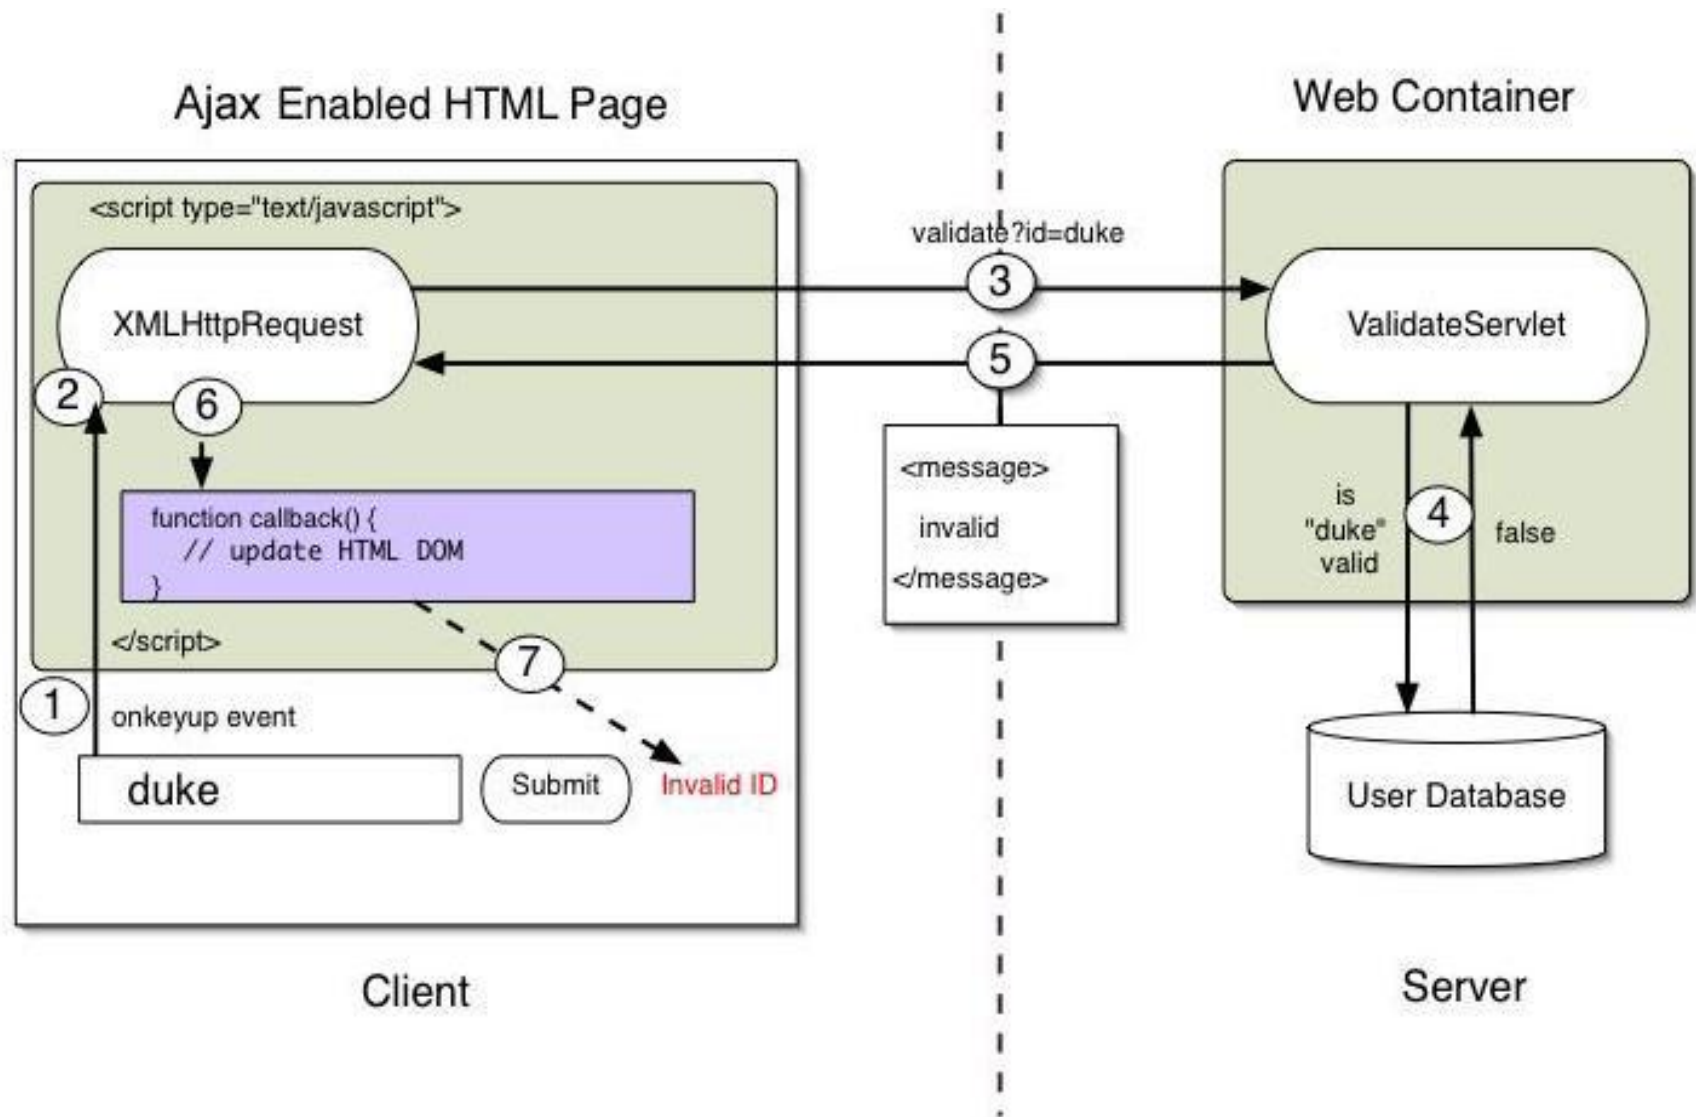 Ajax Enabled HTML Page
<script type="text/javascript">
XMLHttpRequest
2
6
function callback() {
// update HTML DOM
}
</script>
7
1
onkeyup event
duke
Submit
Invalid ID
Client
validate?id=duke
3
5
<message>
invalid
</message>
Web Container
ValidateServlet
is
"duke"
valid
4
false
User Database
Server